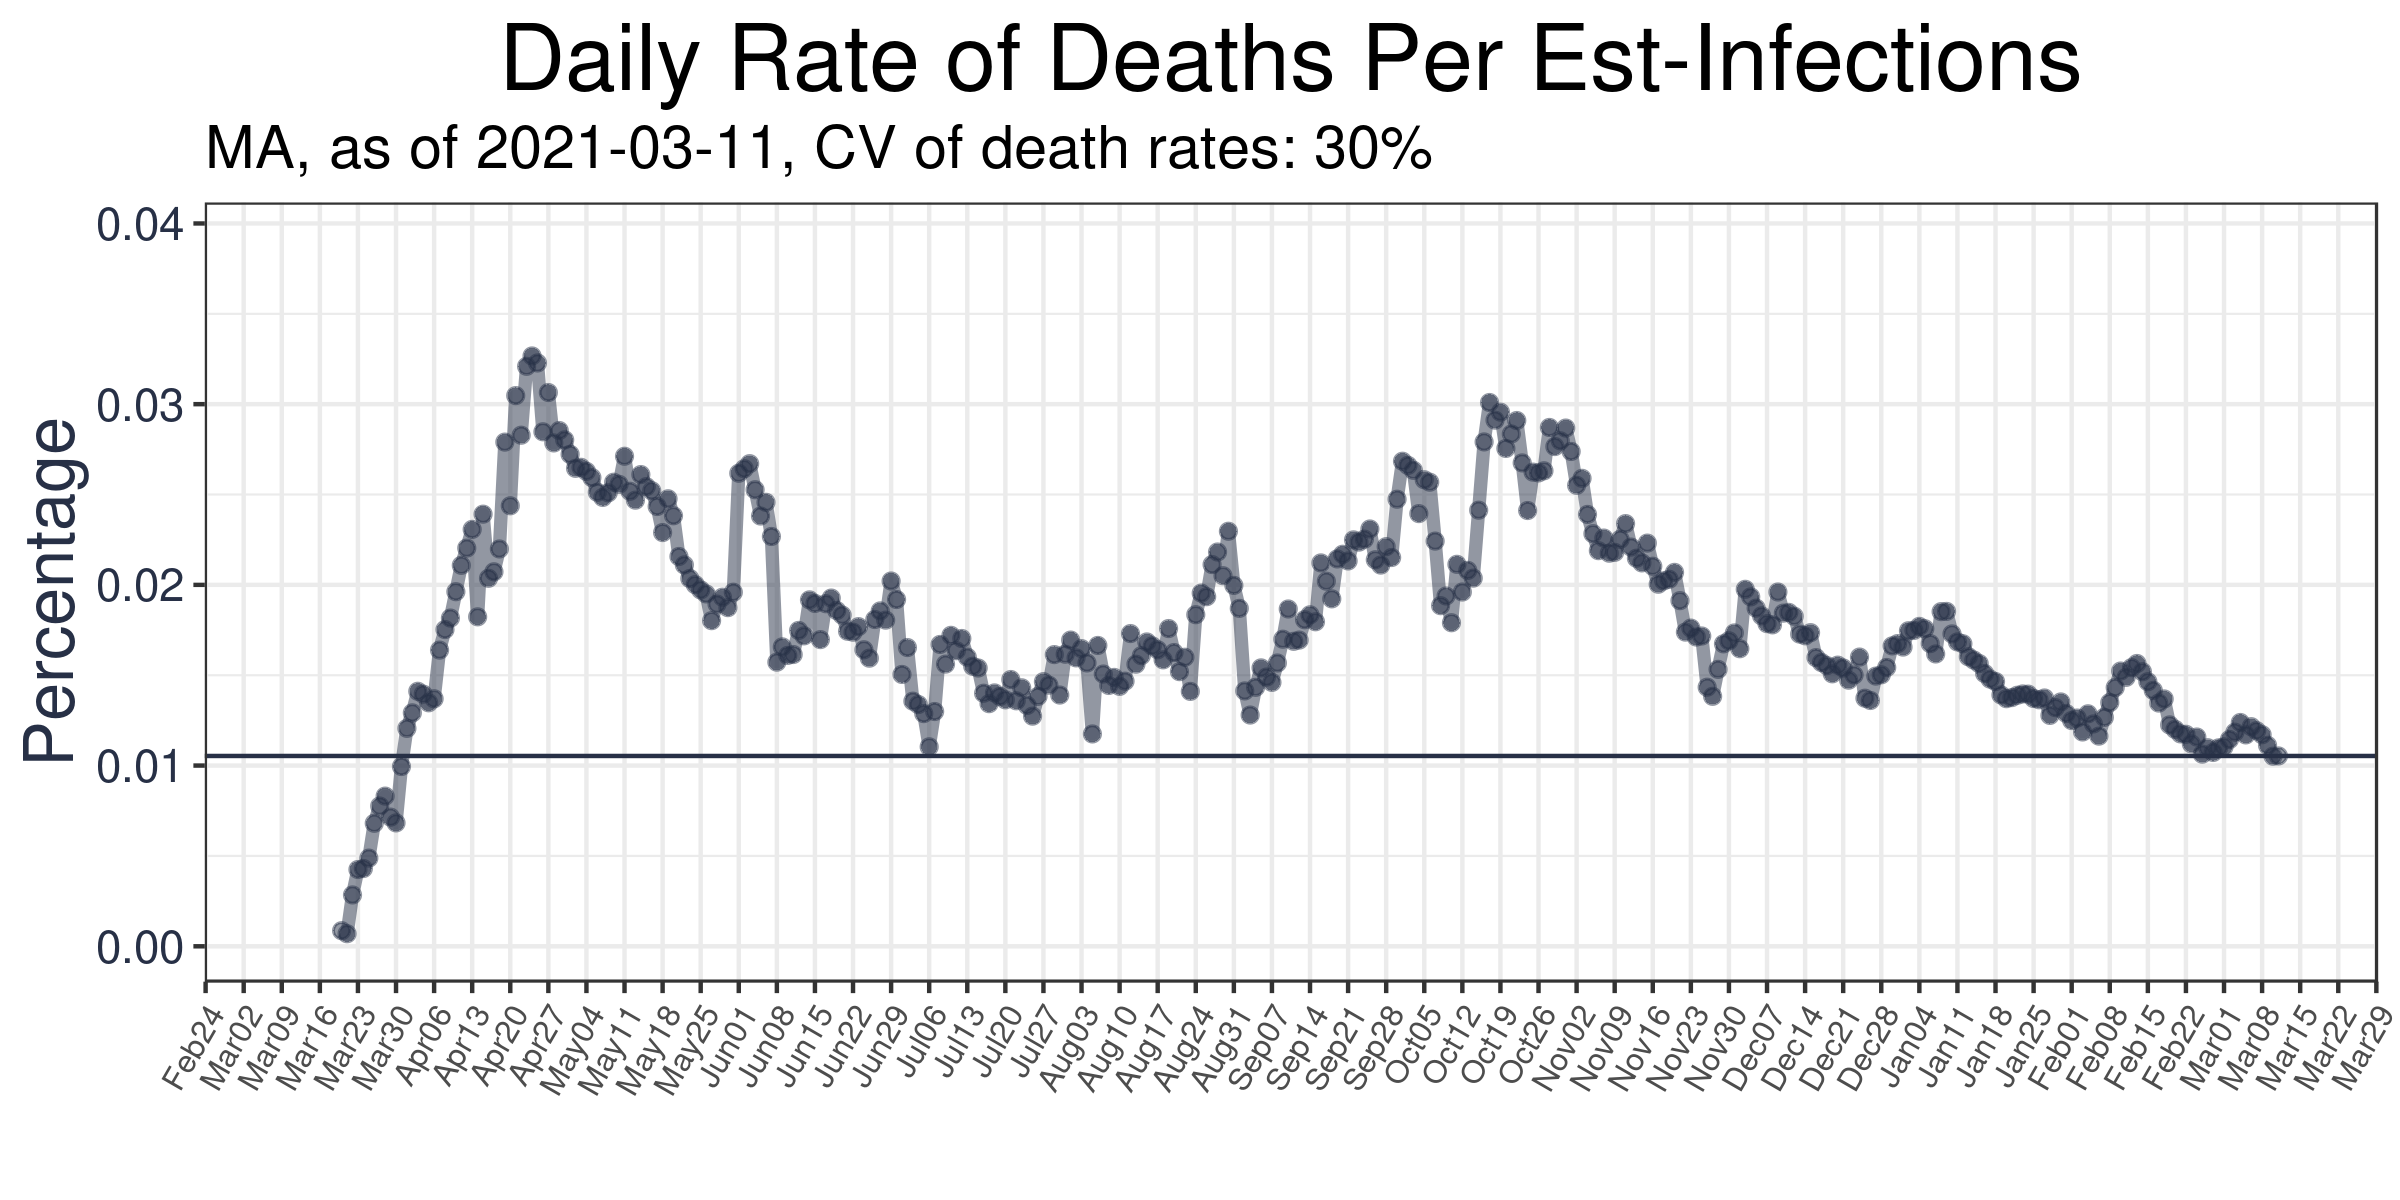 Daily Rate of Deaths Per Est-Infections
MA, as of 2021-03-11, CV of death rates: 30%
Percentage
0.04
0.03
0.02
0.01
0.00
Feb24 Mar02 Mar09 Mar16 Mar23 Mar30 Apr06 Apr13 Apr20 Apr27 May04 May11 May18 May25 Jun01 Jun08 Jun15 Jun22 Jun29 Jul06 Jul13 Jul20 Jul27 Aug03 Aug10 Aug17 Aug24 Aug31 Sep07 Sep14 Sep21 Sep28 Oct05 Oct12 Oct19 Oct26 Nov02 Nov09 Nov16 Nov23 Nov30 Dec07 Dec14 Dec21 Dec28 Jan04 Jan11 Jan18 Jan25 Feb01 Feb08 Feb15 Feb22 Mar01 Mar08 Mar15 Mar22 Mar29